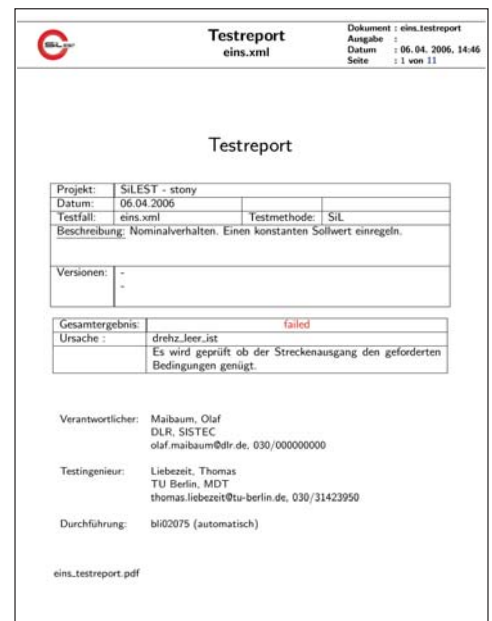 SiLEST
Testreport
eins.xml
Dokument : eins_testreport
Ausgabe :
Datum : 06.04. 2006, 14:46
Seite : 1 von 11
Testreport
Projekt: SiLEST - stony
Datum: 06.04.2006
Testfall: eins.xml Testmethode: SiL
Beschreibung: Nominalverhalten. Einen konstanten Sollwert einregeln.
Versionen: -
-
Gesamtergebnis: failed
Ursache : drehz_leer_ist
Es wird geprüft ob der Streckenausgang den geforderten
Bedingungen genügt.
Verantwortlicher: Maibaum, Olaf
DLR, SISTEC
olaf.maibaum@dlr.de, 030/000000000
Testingenieur: Liebezeit, Thomas
TU Berlin, MDT
thomas.liebezeit@tu-berlin.de, 030/31423950
Durchführung: bli02075 (automatisch)
eins_testreport.pdf